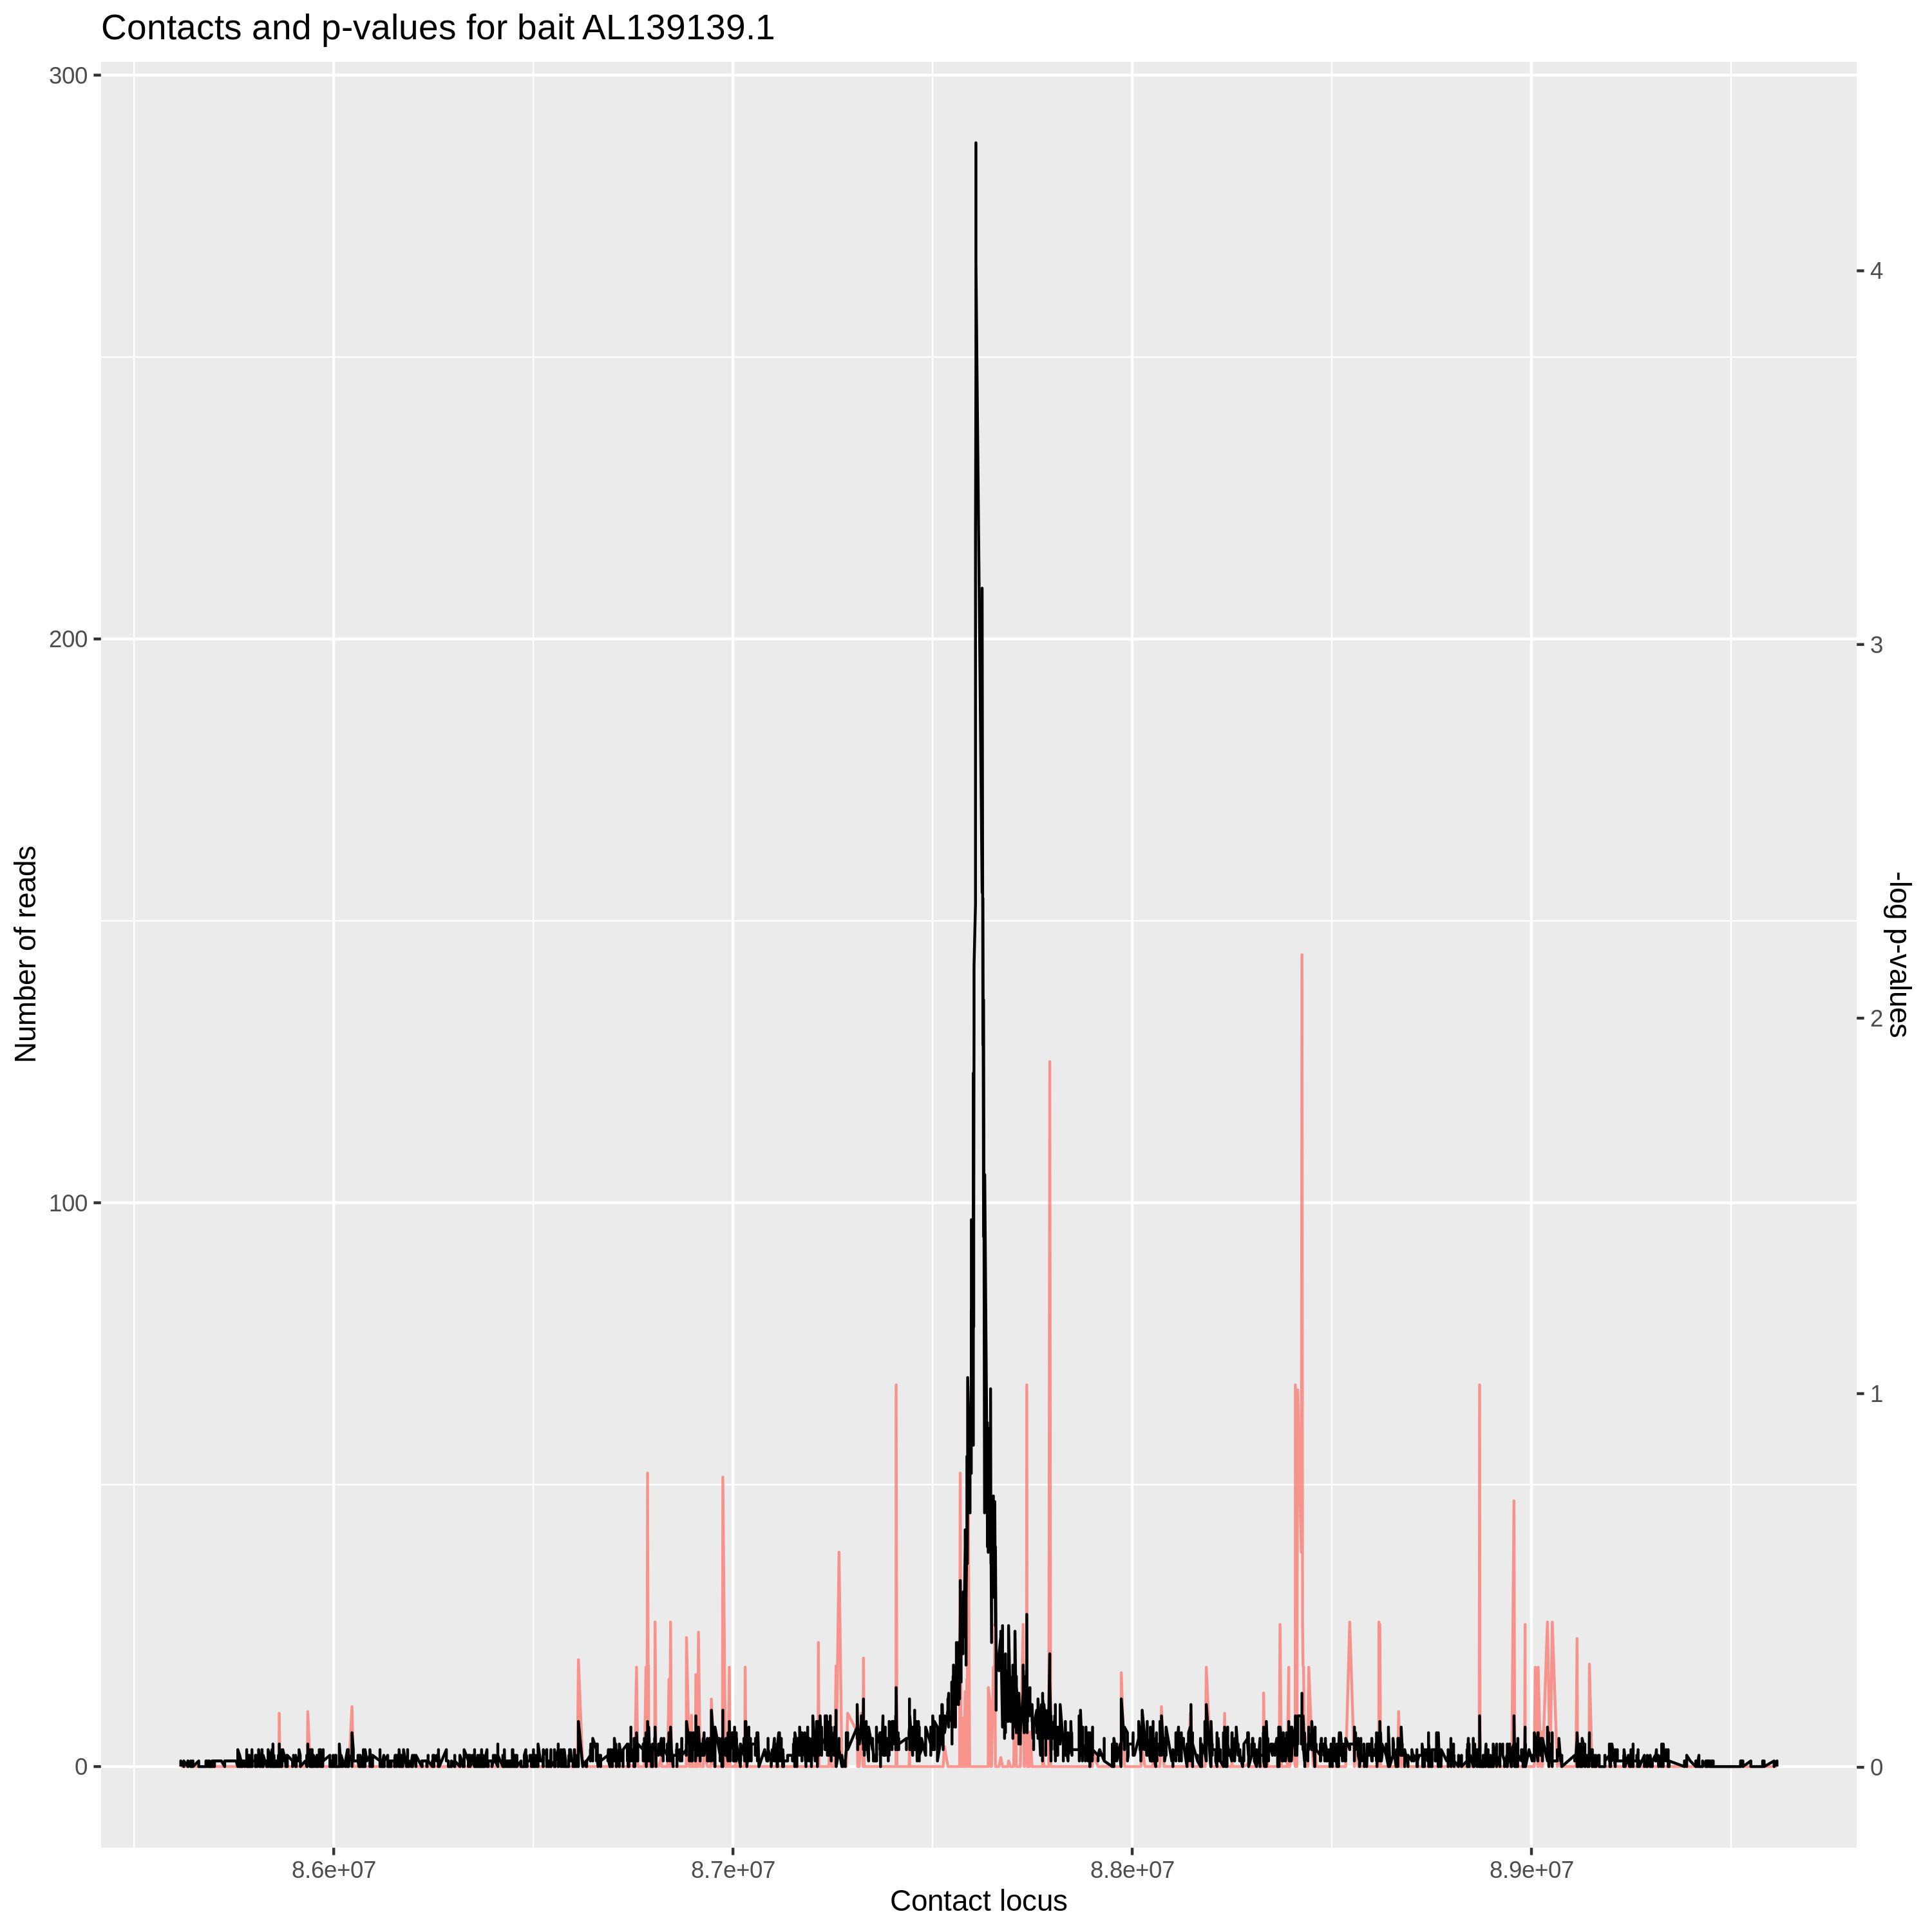 Contacts and p-values for bait AL139139.1
300
200
100
0
Number of reads
4
3
2
1
0
-log p-values
8.6e+07
8.7e+07
8.8e+07
8.9e+07
Contact locus